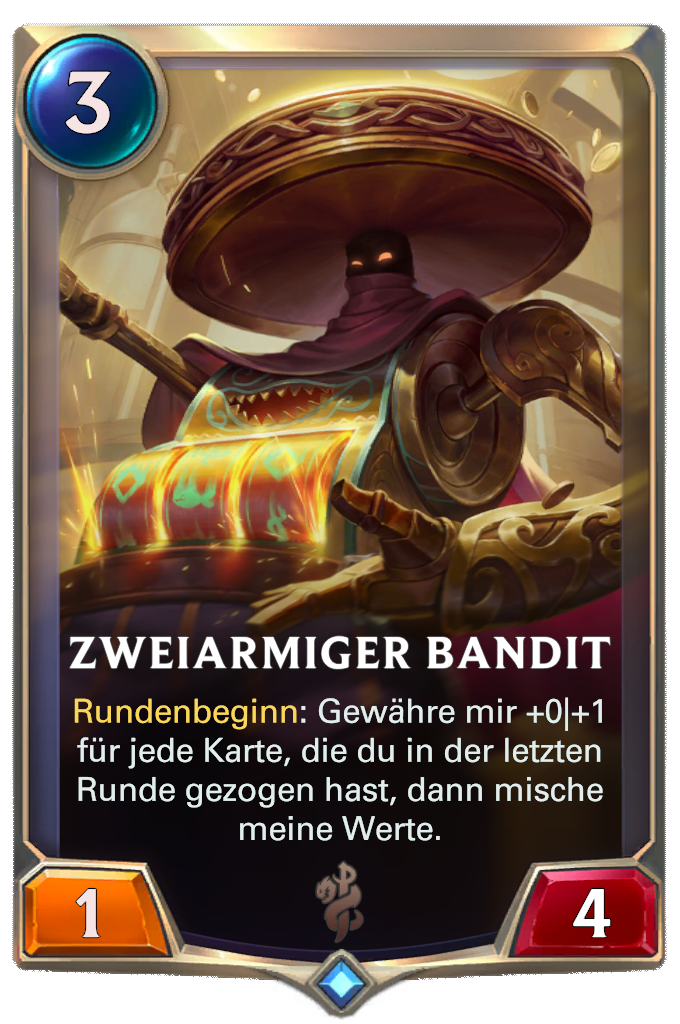 3
ZWEIARMIGER BANDIT
Rundenbeginn: Gewähre mir +0|+1
für jede Karte, die du in der letzten
Runde gezogen hast, dann mische
meine Werte.
1
4